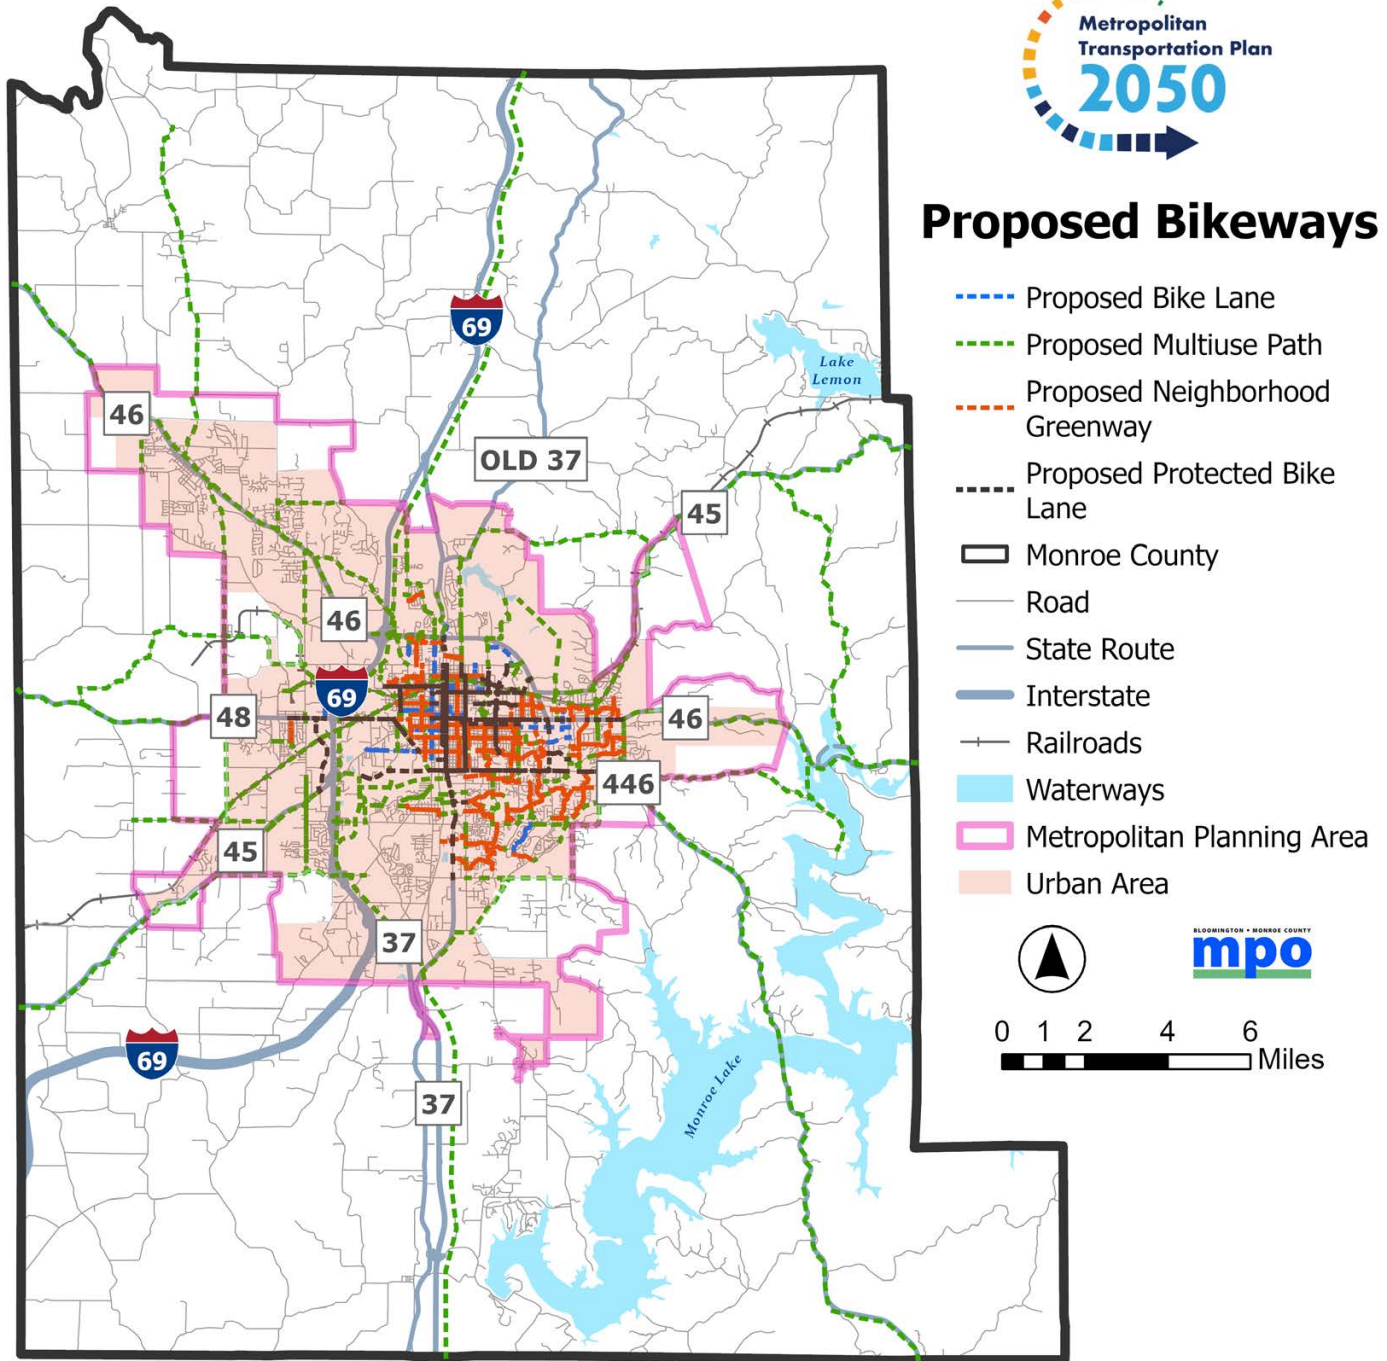 Metropolitan
Transportation Plan
2050
Proposed Bikeways
Proposed Bike Lane
Proposed Multiuse Path
Proposed Neighborhood
Greenway
Proposed Protected Bike
Lane
Monroe County
Road
State Route
Interstate
Railroads
Waterways
Metropolitan Planning Area
Urban Area
BLOOMINGTON • MONROE COUNTY
mpo
0 1 2 4 6 Miles
69
Lake
Lemon
46
OLD 37
45
46
69
48
46
446
45
37
69
37
Monroe Lake